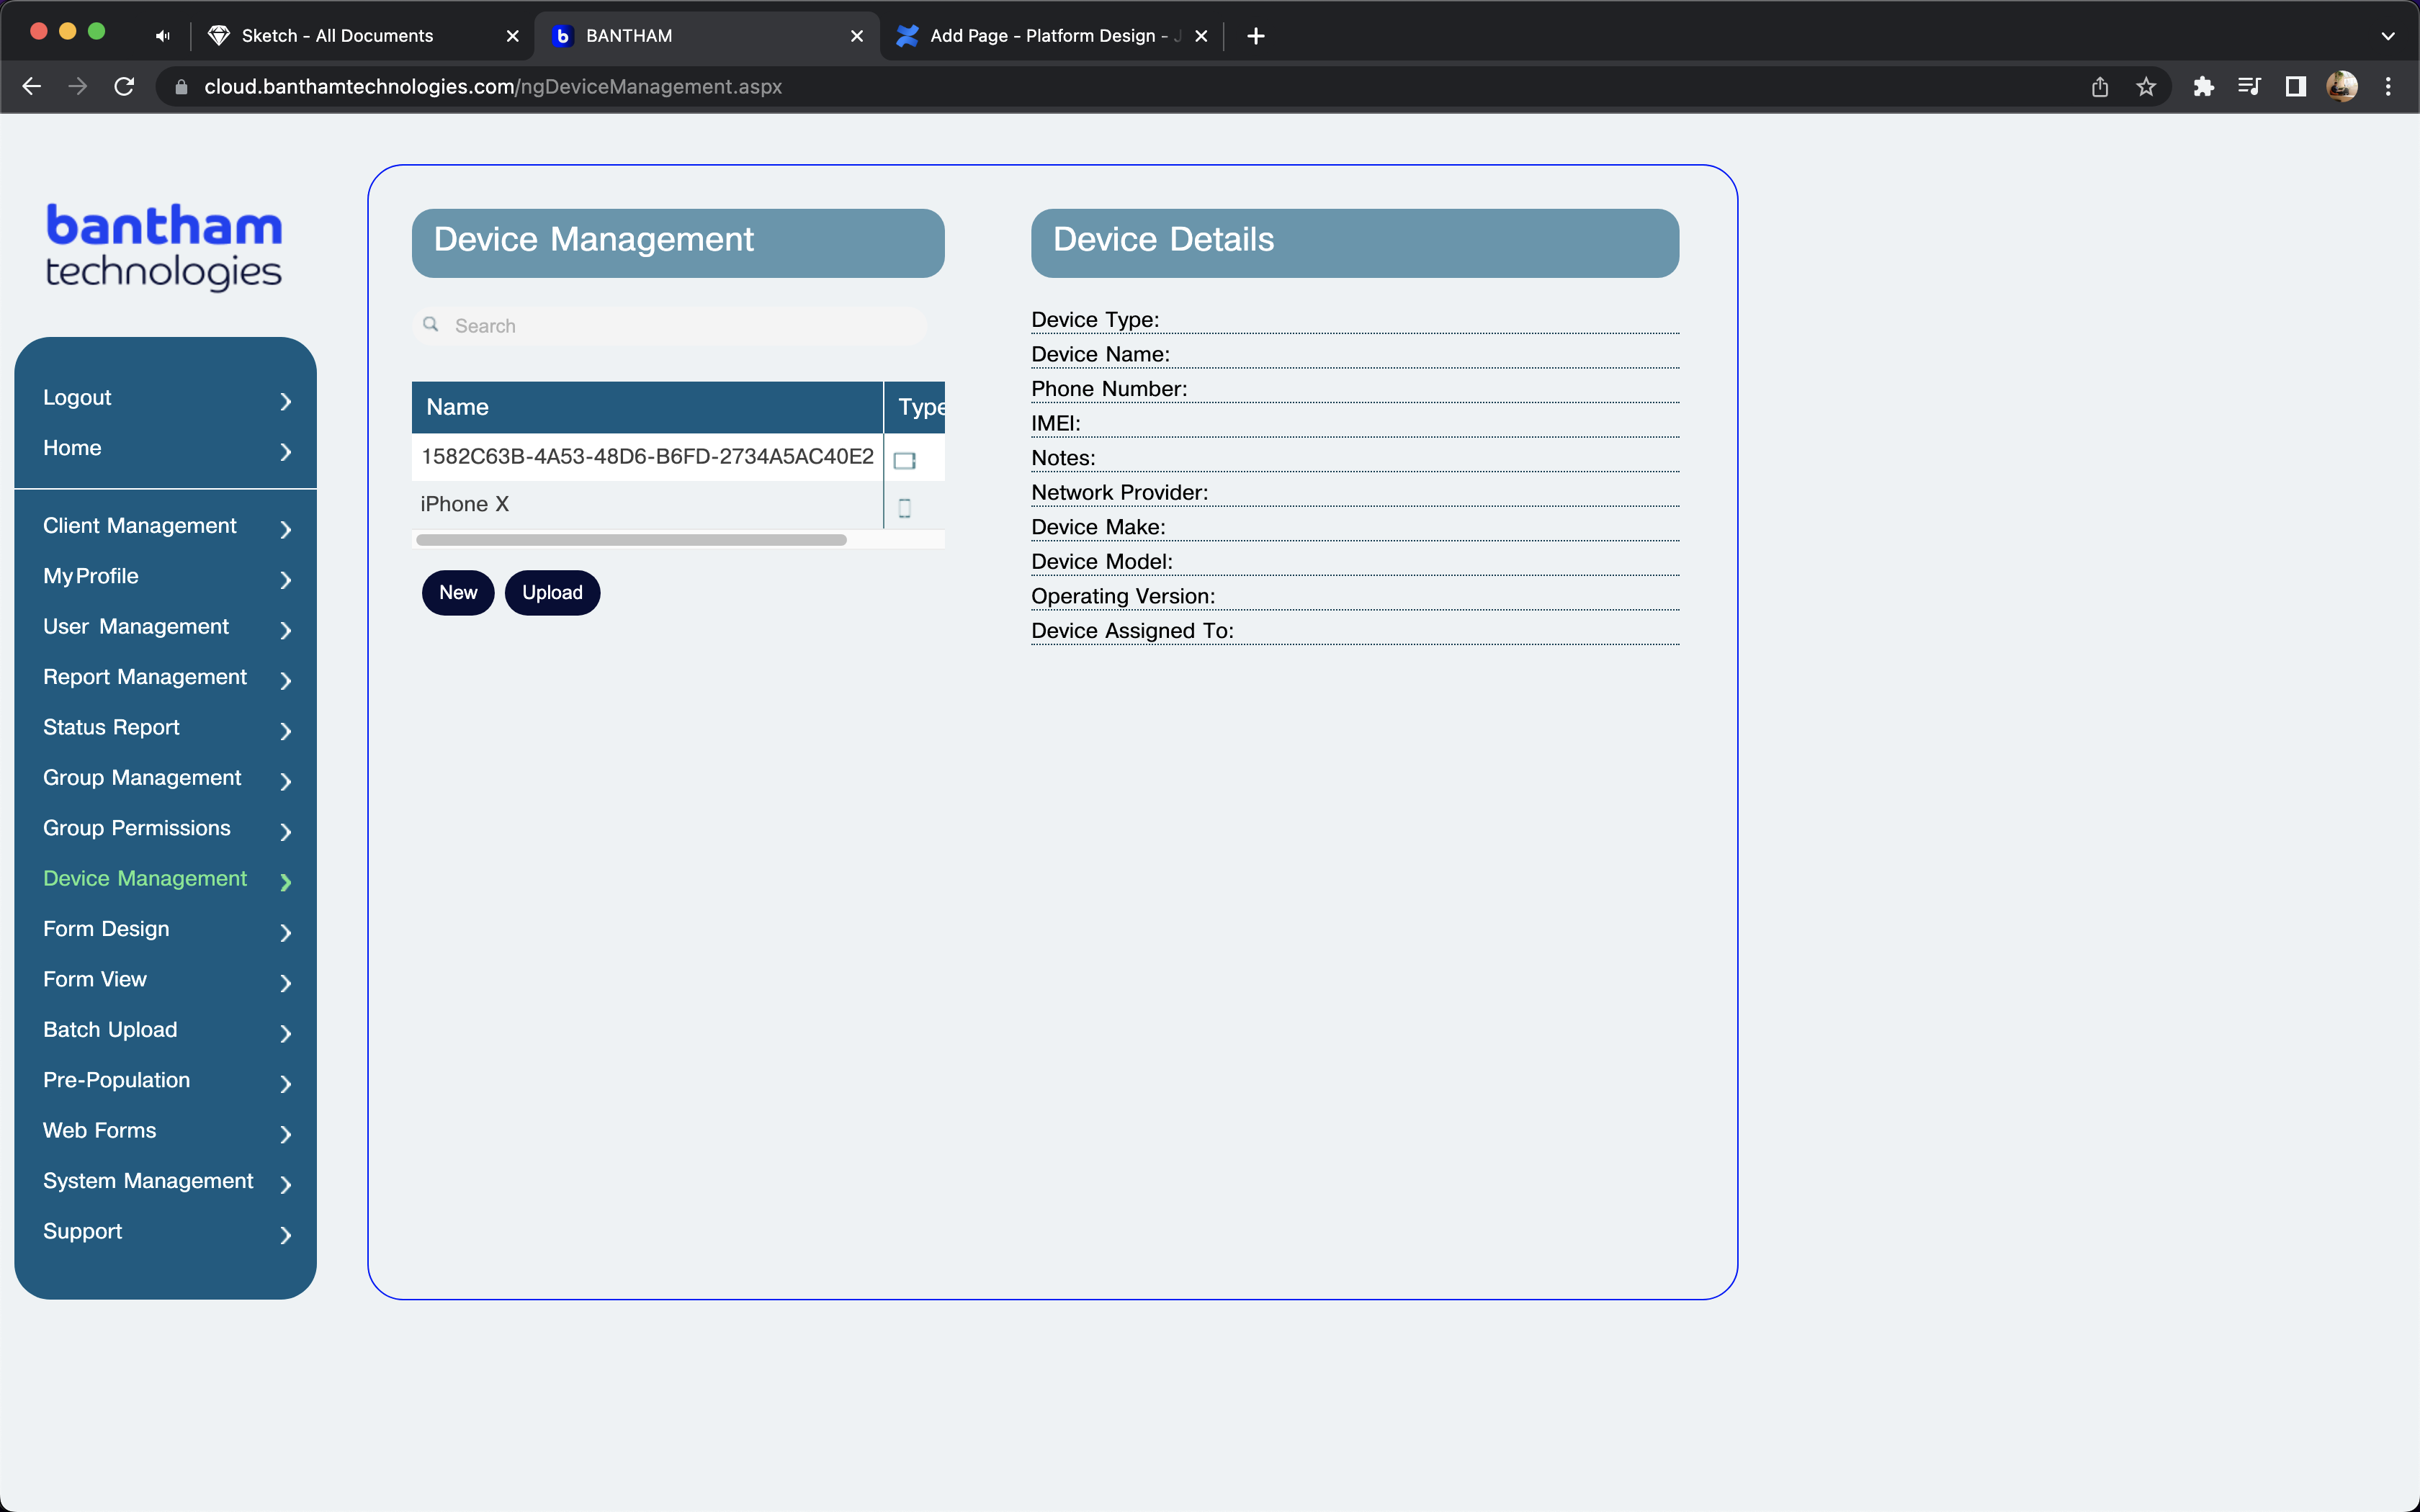 Sketch - All Documents
BANTHAM
Add Page - Platform Design -
cloud.banthamtechnologies.com/ngDeviceManagement.aspx
bantham
technologies
Logout
Home
Client Management
My Profile
User Management
Report Management
Status Report
Group Management
Group Permissions
Device Management
Form Design
Form View
Batch Upload
Pre-Population
Web Forms
System Management
Support
Device Management
Search
Name Type
1582C63B-4A53-48D6-B6FD-2734A5AC40E2
iPhone X
New Upload
Device Details
Device Type:
Device Name:
Phone Number:
IMEI:
Notes:
Network Provider:
Device Make:
Device Model:
Operating Version:
Device Assigned To: